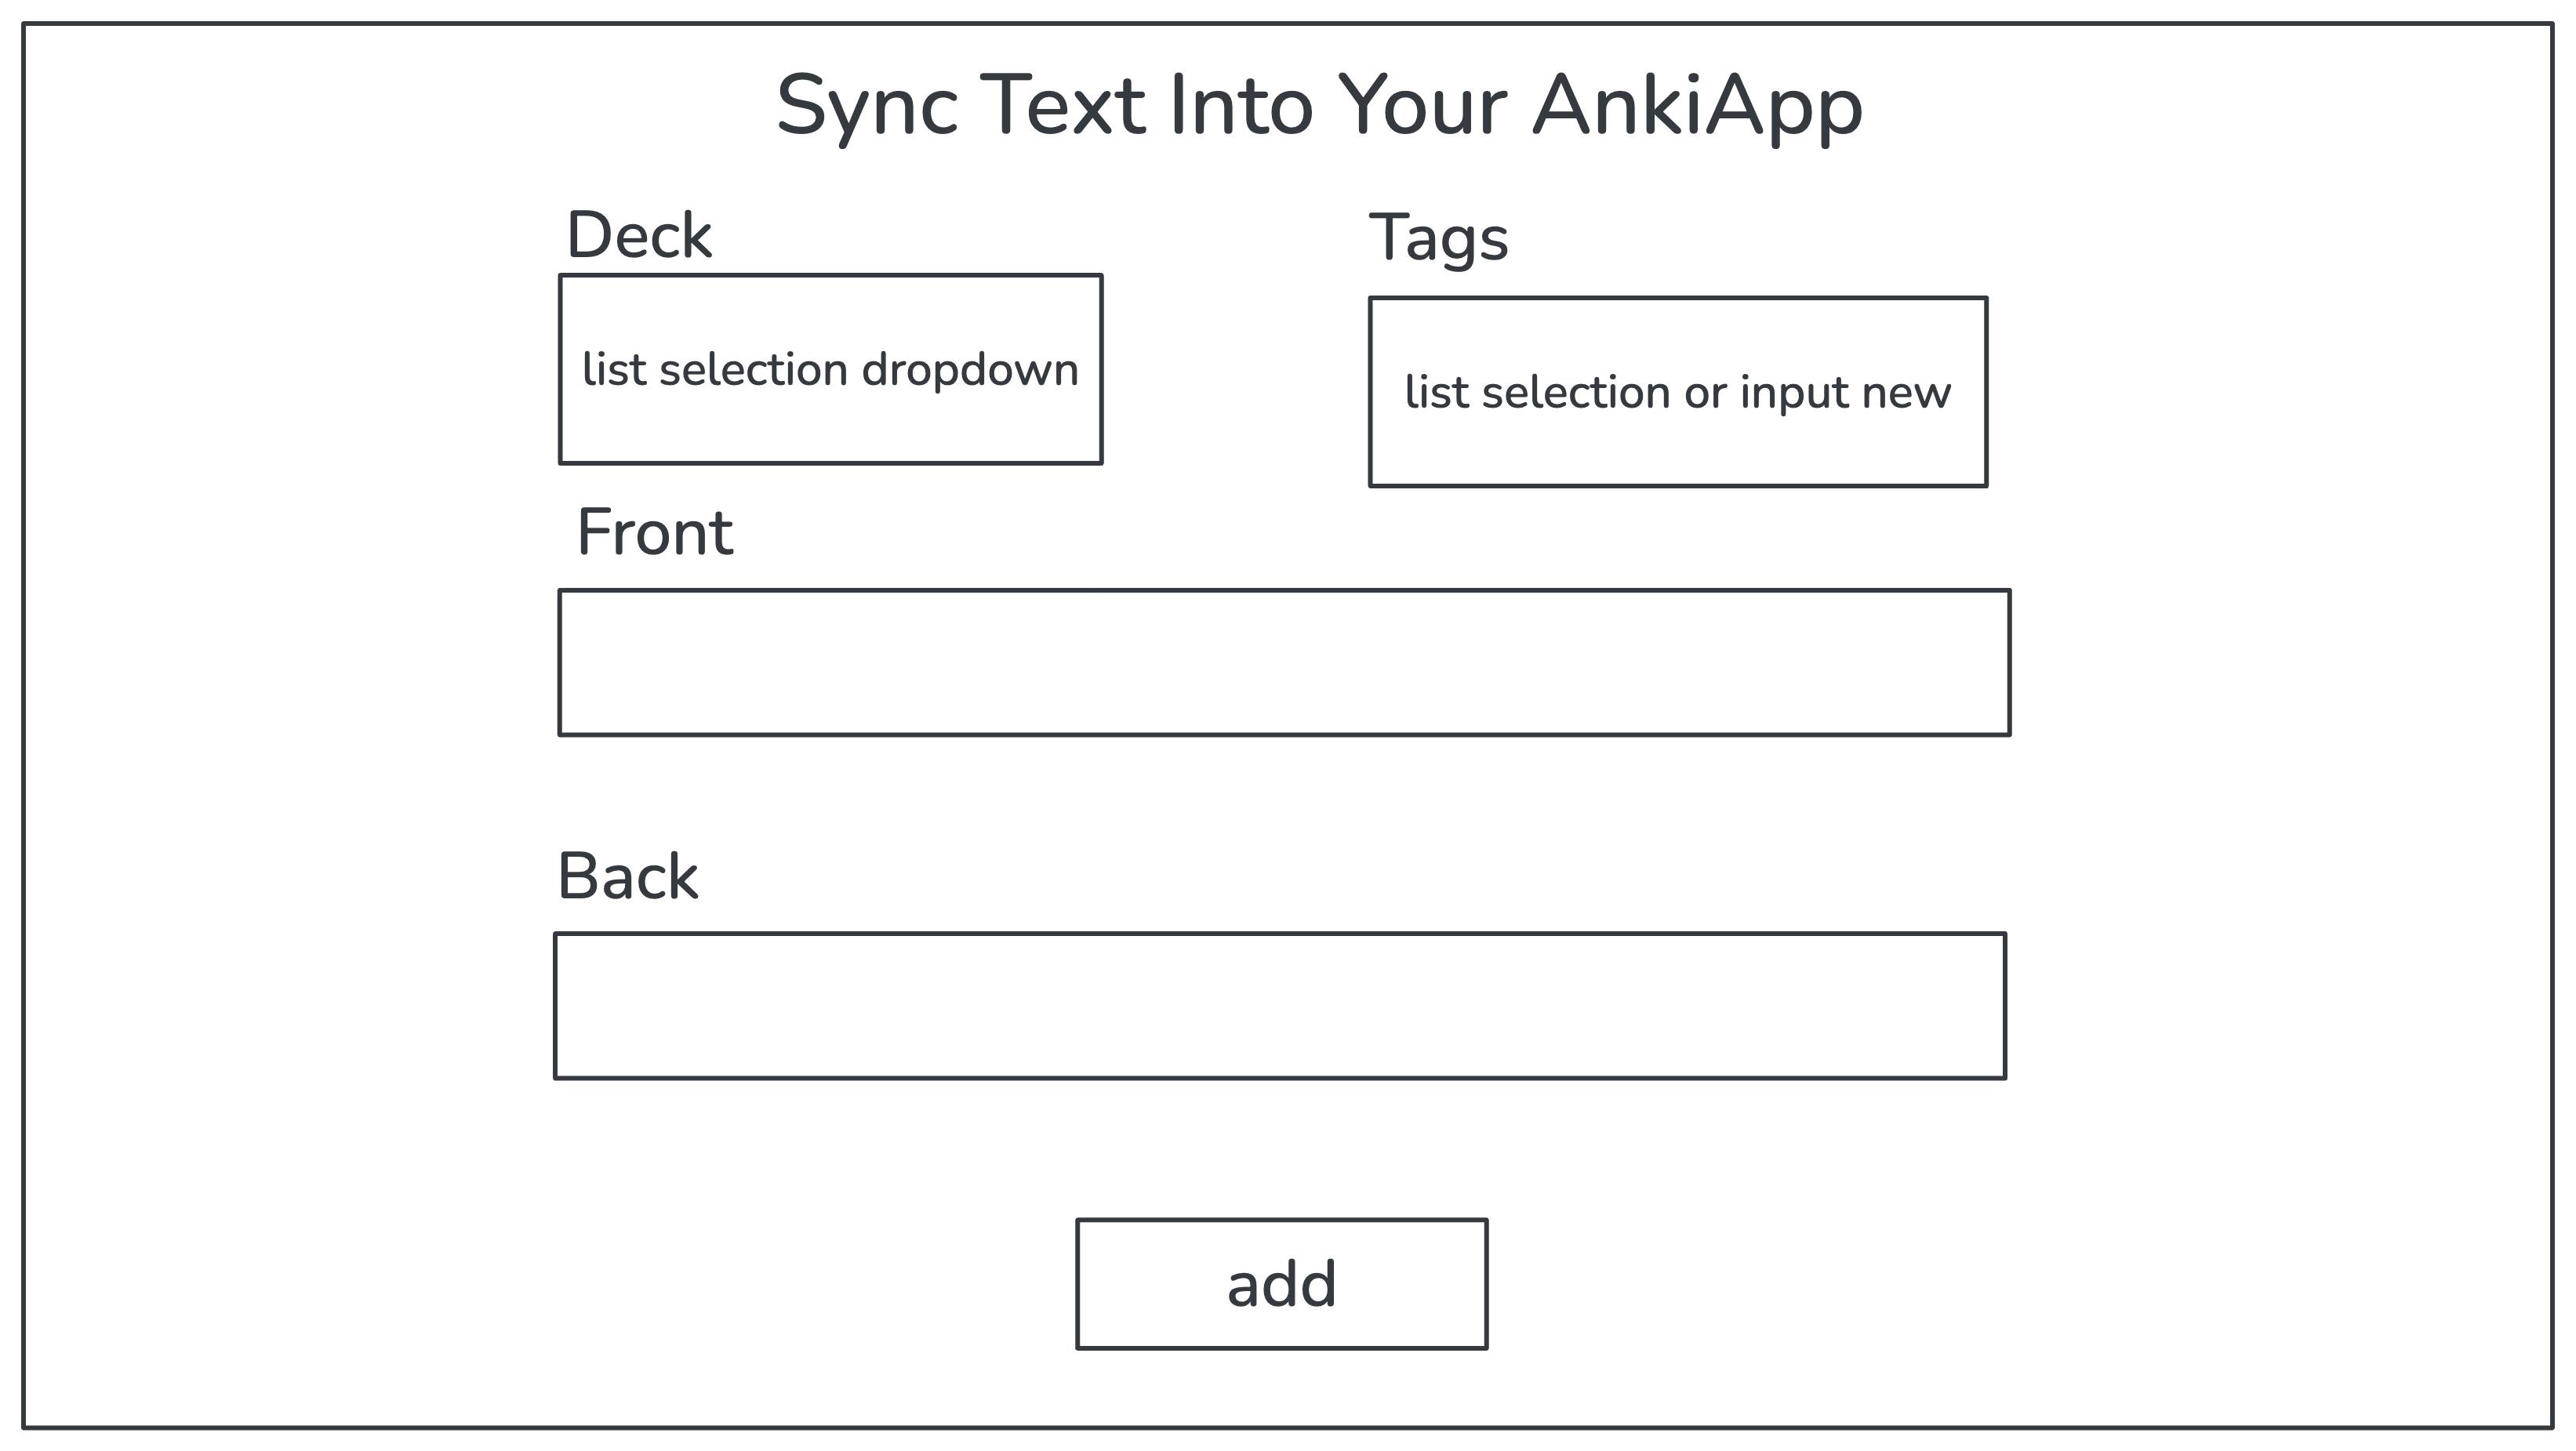 Sync Text Into Your AnkiApp
Deck
Tags
list selection dropdown
list selection or input new
Front
Back
add